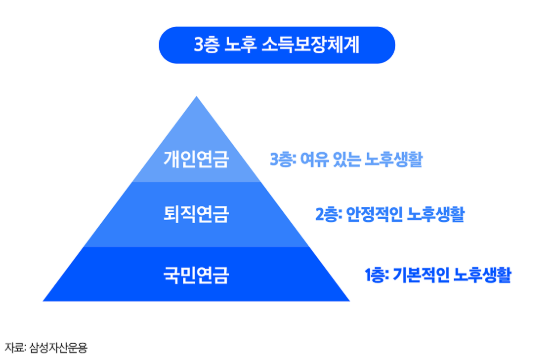 3층 노후 소득보장체계
개인연금
3층: 여유 있는 노후생활
퇴직연금
2층: 안정적인 노후생활
국민연금
1층: 기본적인 노후생활
자료: 삼성자산운용